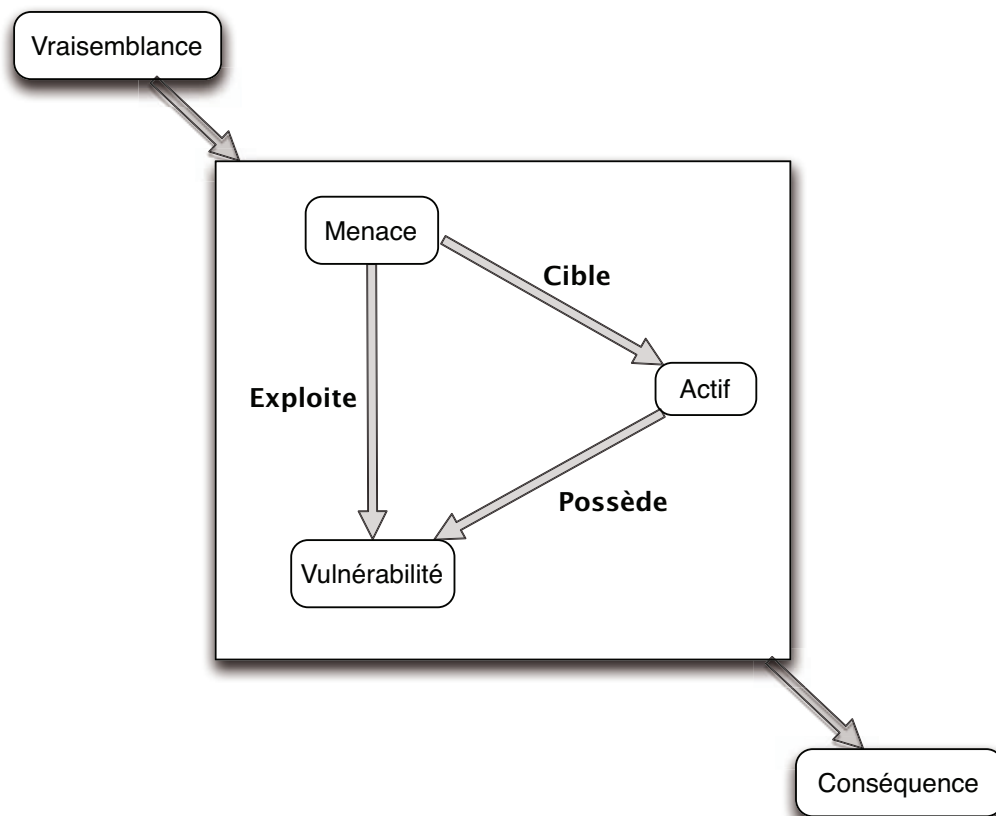 Vraisemblance
Menace
Cible
Exploite
Actif
Possède
Vulnérabilité
Conséquence